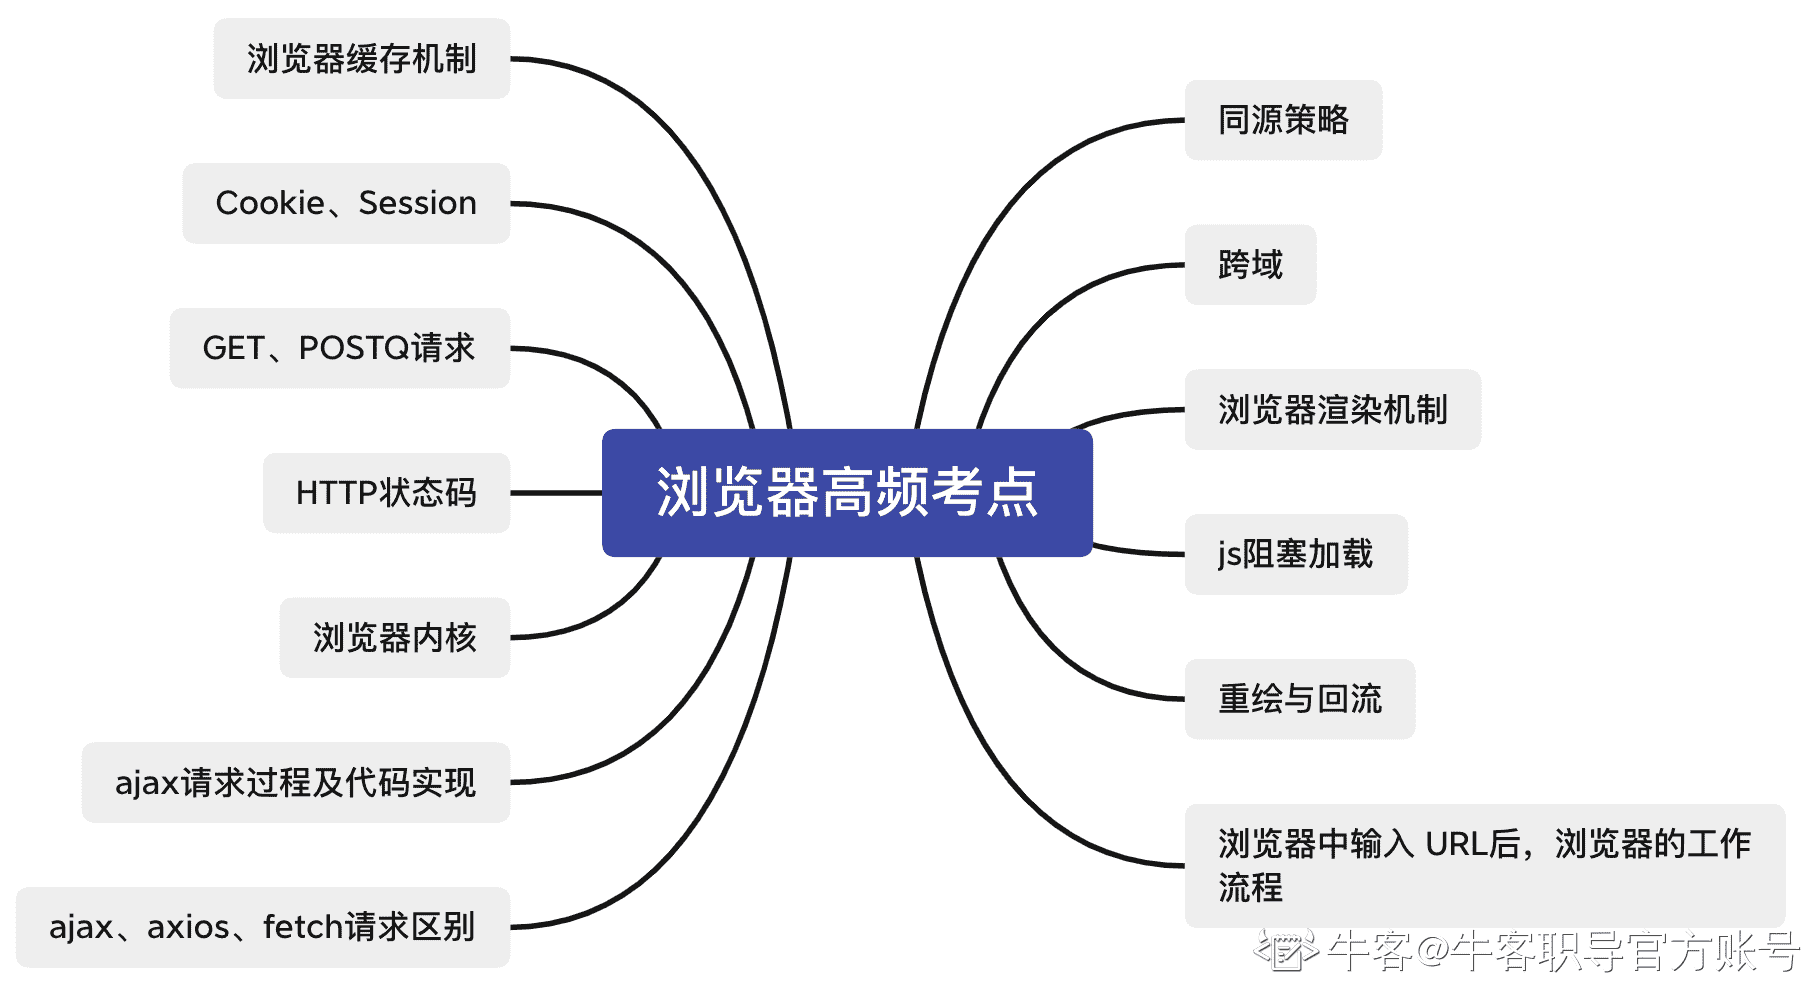 浏览器缓存机制
Cookie、Session
GET、POSTQ请求
HTTP状态码
浏览器内核
ajax请求过程及代码实现
ajax、axios、fetch请求区别
浏览器高频考点
同源策略
跨域
浏览器渲染机制
js阻塞加载
重绘与回流
浏览器中输入 URL后，浏览器的工作
流程
牛客@牛客职导官方账号